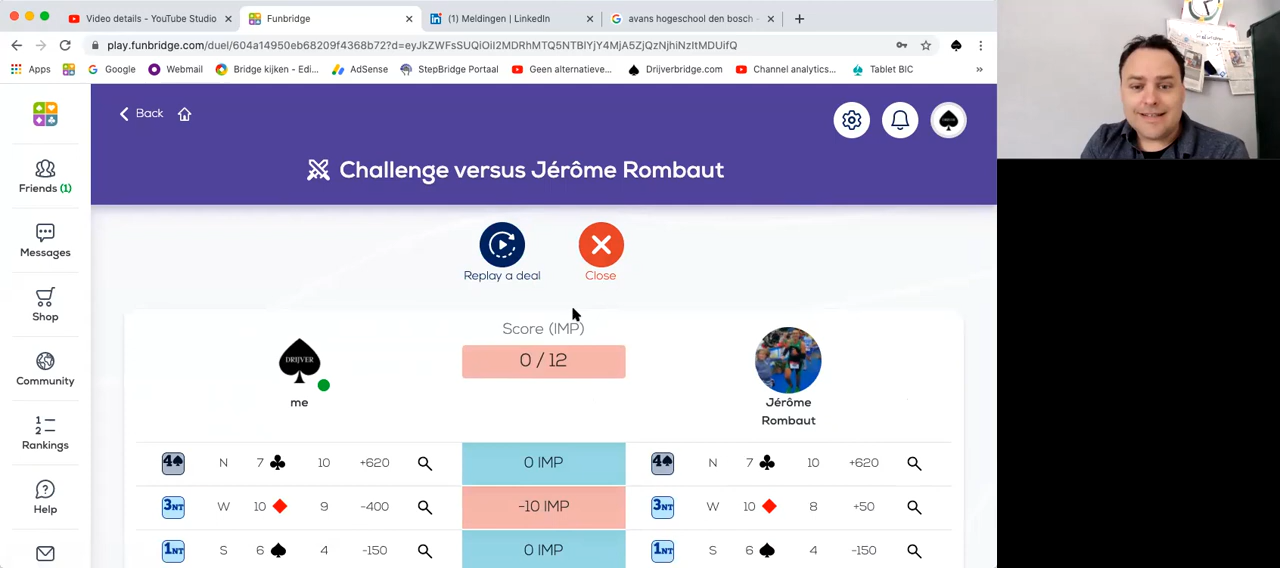 Video details - YouTube Studio
Funbridge
(1) Meldingen | LinkedIn
avans hogeschool den bosch -
play.funbridge.com/duel/604a14950eb68209f4368b72?d=eyJkZWFsSUQiOiI2MDRhMTQ5NTBlYjY4MjA5ZjQzNjhiNzItMDUifQ
Apps
Google
Webmail
Bridge kijken - Edi...
AdSense
StepBridge Portaal
Geen alternatieve...
Drijverbridge.com
Channel analytics...
Tablet BIC
»
Back
Challenge versus Jérôme Rombaut
Friends (1)
Messages
Shop
Community
Rankings
Help
Replay a deal
Close
Score (IMP)
0 / 12
DRIJVER
me
Jérôme
Rombaut
4♠ N 7 ♣ 10 +620 0 IMP 4♠ N 7 ♣ 10 +620
3NT W 10 ♦ 9 -400 -10 IMP 3NT W 10 ♦ 8 +50
1NT S 6 ♠ 4 -150 0 IMP 1NT S 6 ♠ 4 -150